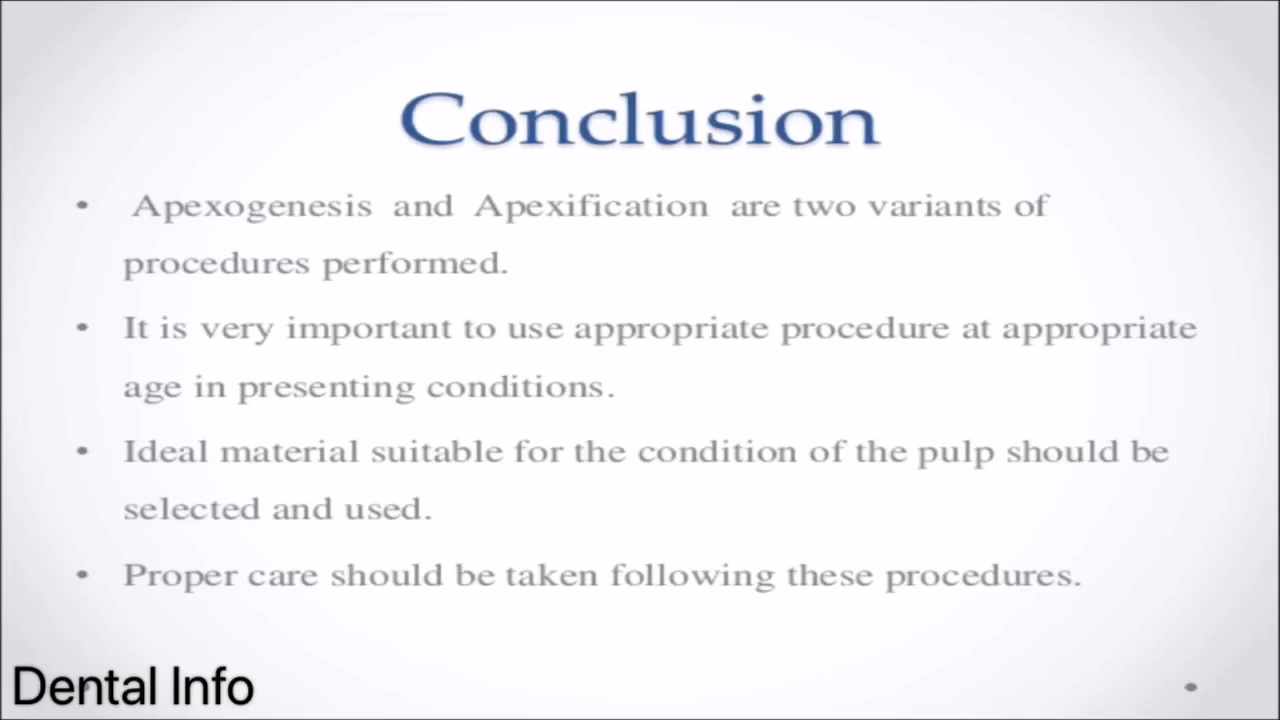 Conclusion
• Apexogenesis and Apexification are two variants of
procedures performed.
• It is very important to use appropriate procedure at appropriate
age in presenting conditions.
• Ideal material suitable for the condition of the pulp should be
selected and used.
• Proper care should be taken following these procedures.
Dental Info